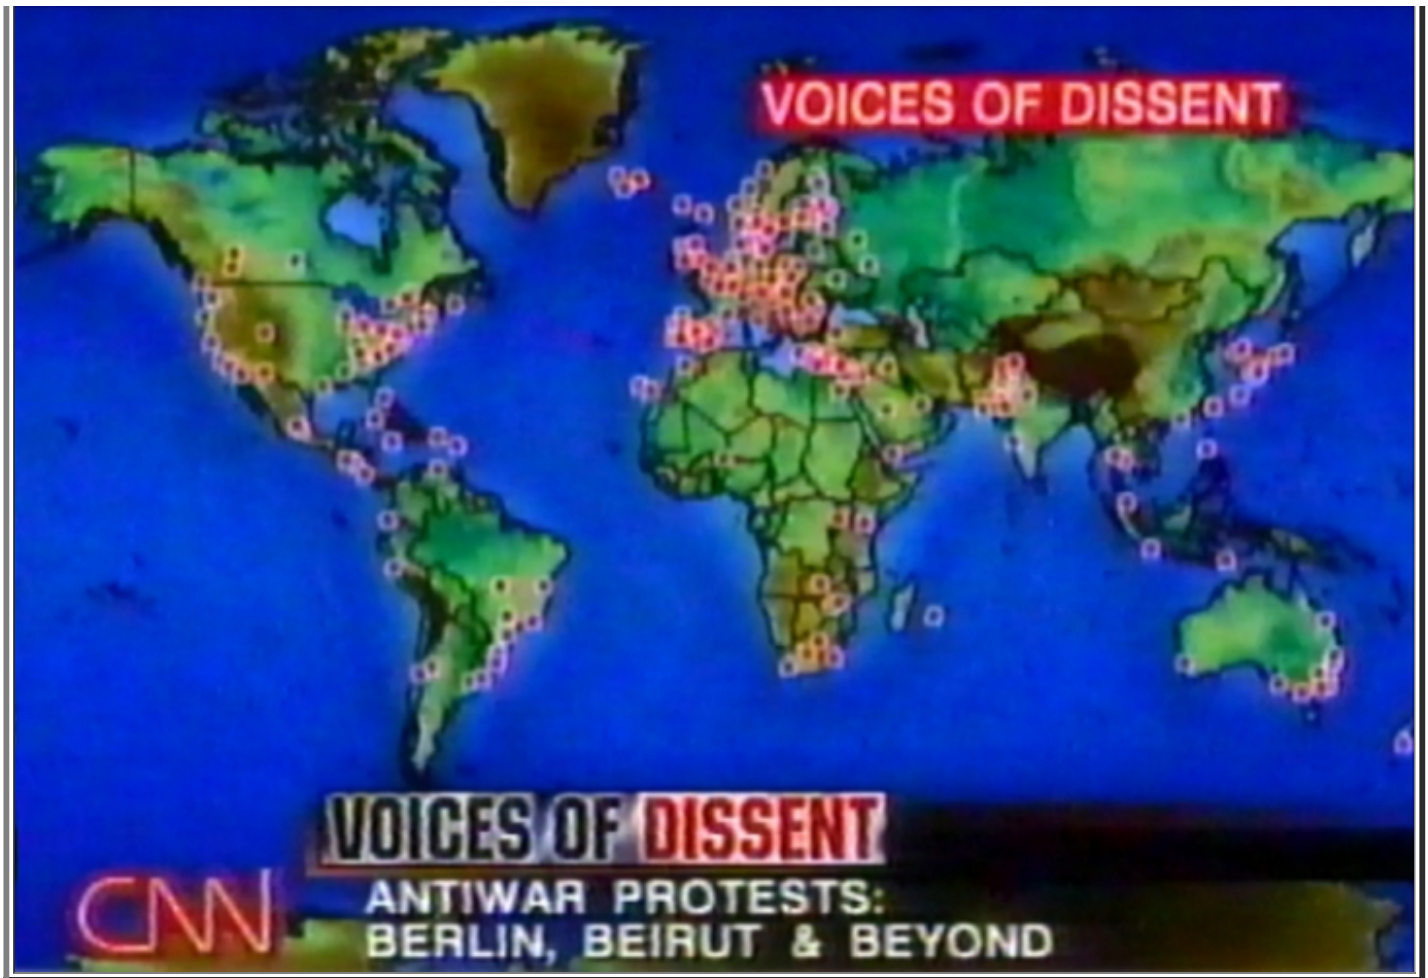 VOICES OF DISSENT
VOICES OF DISSENT
CNN
ANTIWAR PROTESTS:
BERLIN, BEIRUT & BEYOND